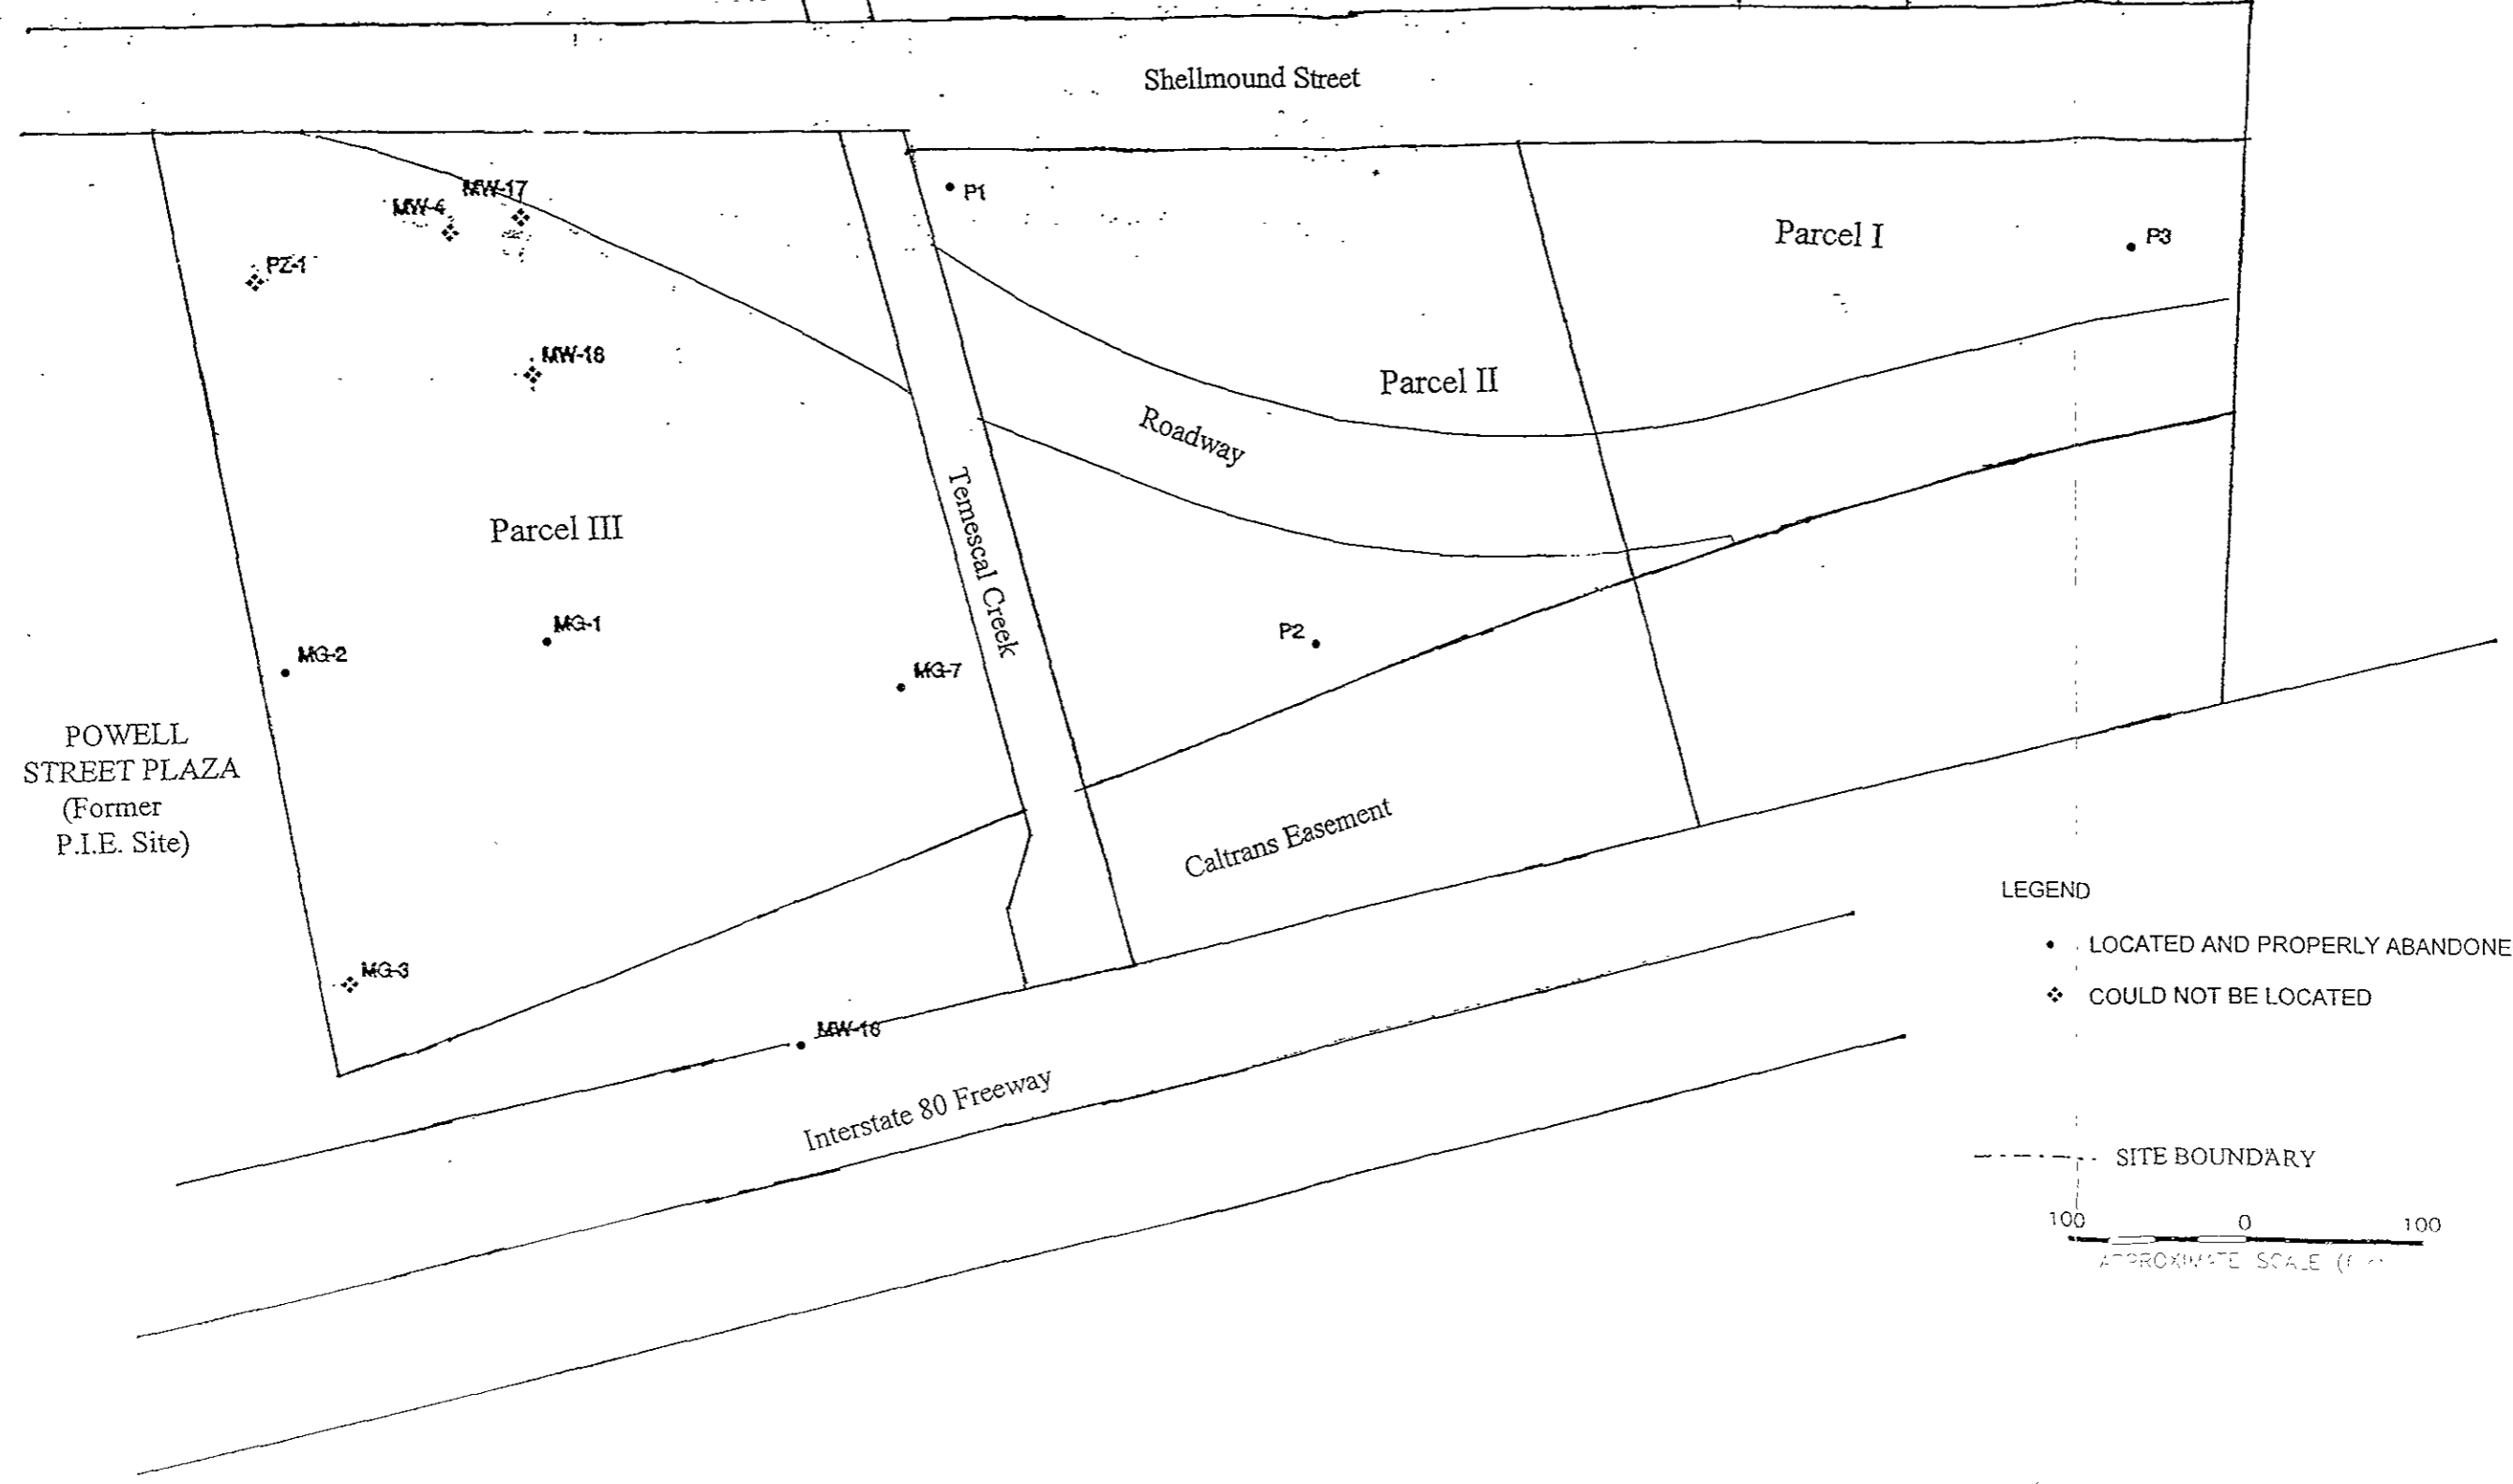 Shellmound Street
MW-17
MW-4
P1
Parcel I
P3
PZ-1
MW-18
Parcel II
Roadway
Temescal Creek
Parcel III
MG-1
P2
MG-2
MG-7
POWELL
STREET PLAZA
(Former
P.I.E. Site)
Caltrans Easement
LEGEND
LOCATED AND PROPERLY ABANDONE
MG-3
COULD NOT BE LOCATED
MW-16
Interstate 80 Freeway
SITE BOUNDARY
100 0 100
APPROXIMATE SCALE